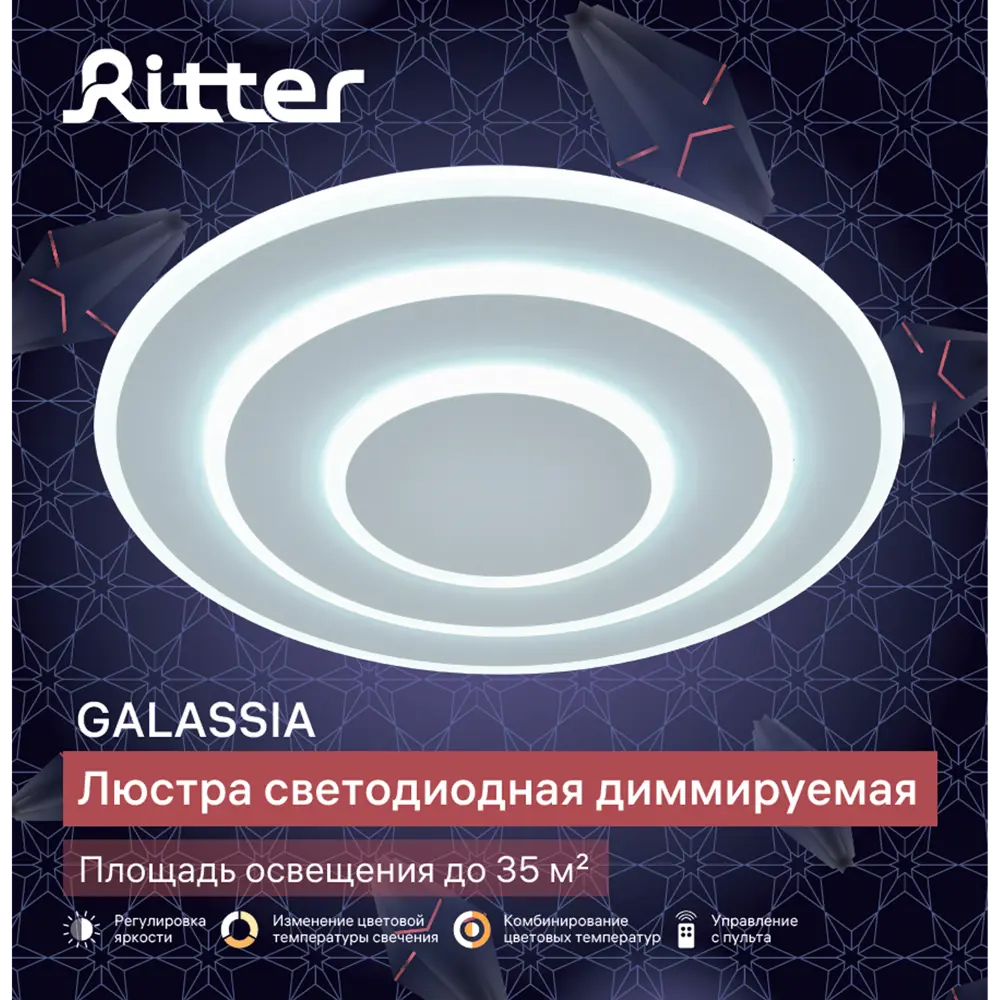 Ritter
GALASSIA
Люстра светодиодная диммируемая
Площадь освещения до 35 м²
Регулировка
яркости
Изменение цветовой
температуры свечения
Комбинирование
цветовых температур
Управление
с пульта